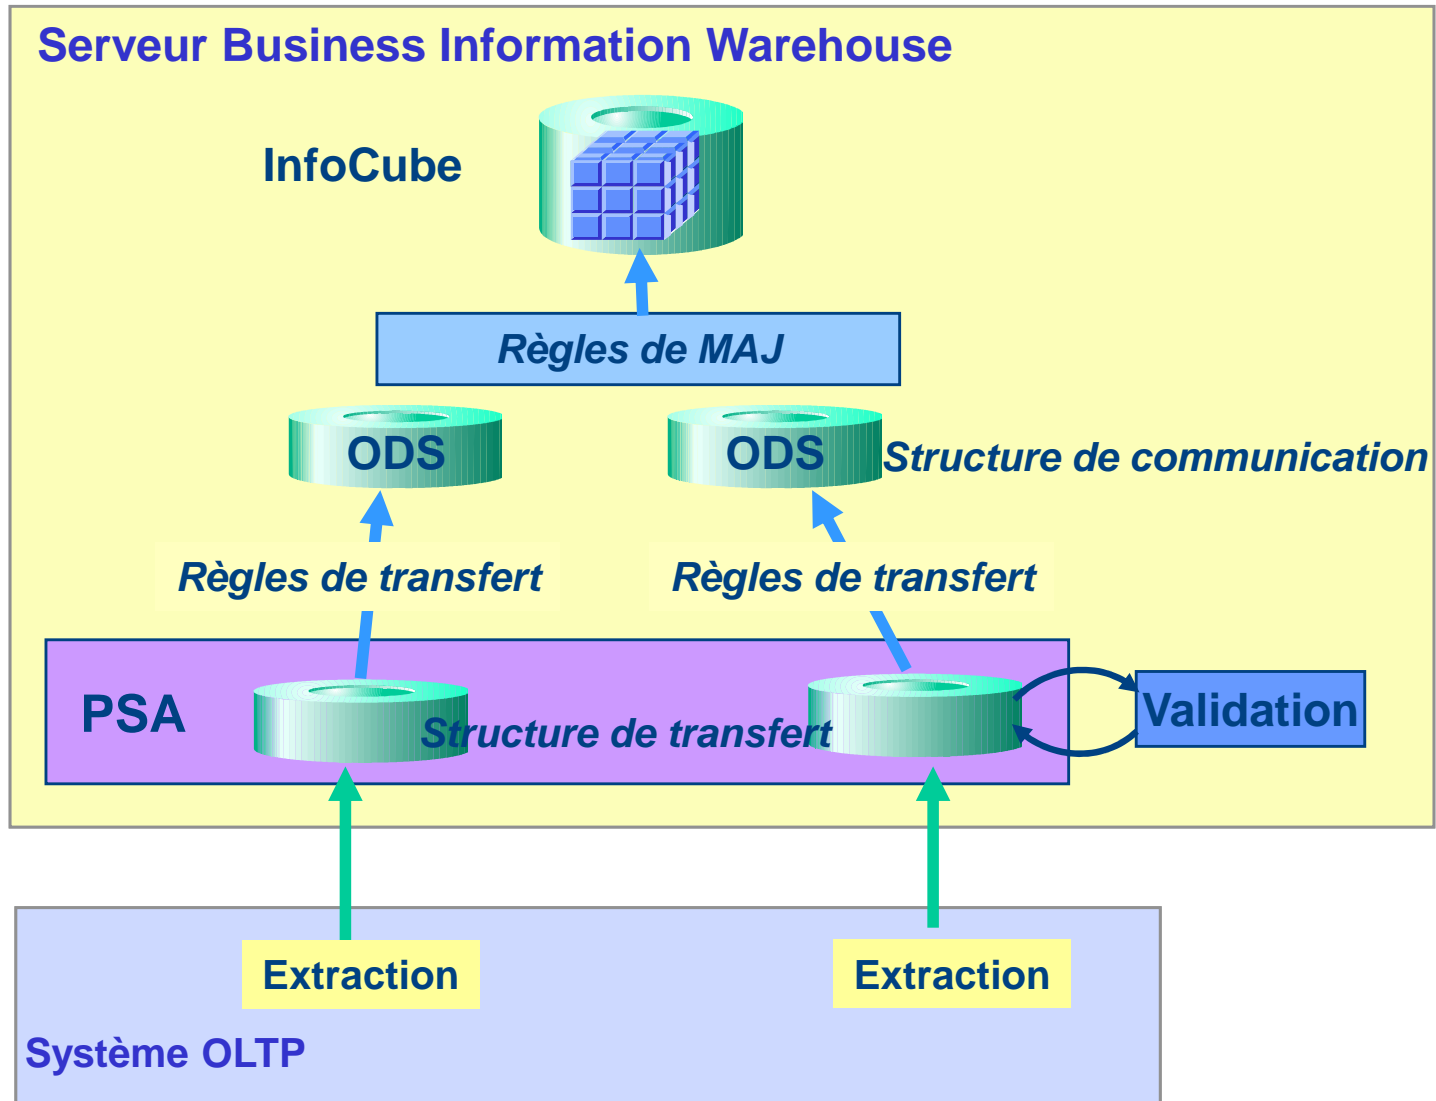 Serveur Business Information Warehouse
InfoCube
Règles de MAJ
ODS
ODS
Structure de communication
Règles de transfert
Règles de transfert
PSA
Structure de transfert
Validation
Extraction
Extraction
Système OLTP